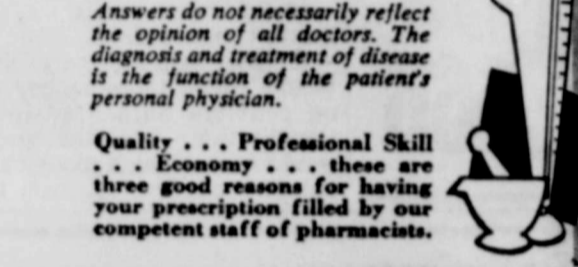 Answers do not necessarily reflect
the opinion of all doctors. The
diagnosis and treatment of disease
is the function of the patient's
personal physician.
Quality . . . Professional Skill
. . . Economy . . . these are
three good reasons for having
your prescription filled by our
competent staff of pharmacists.